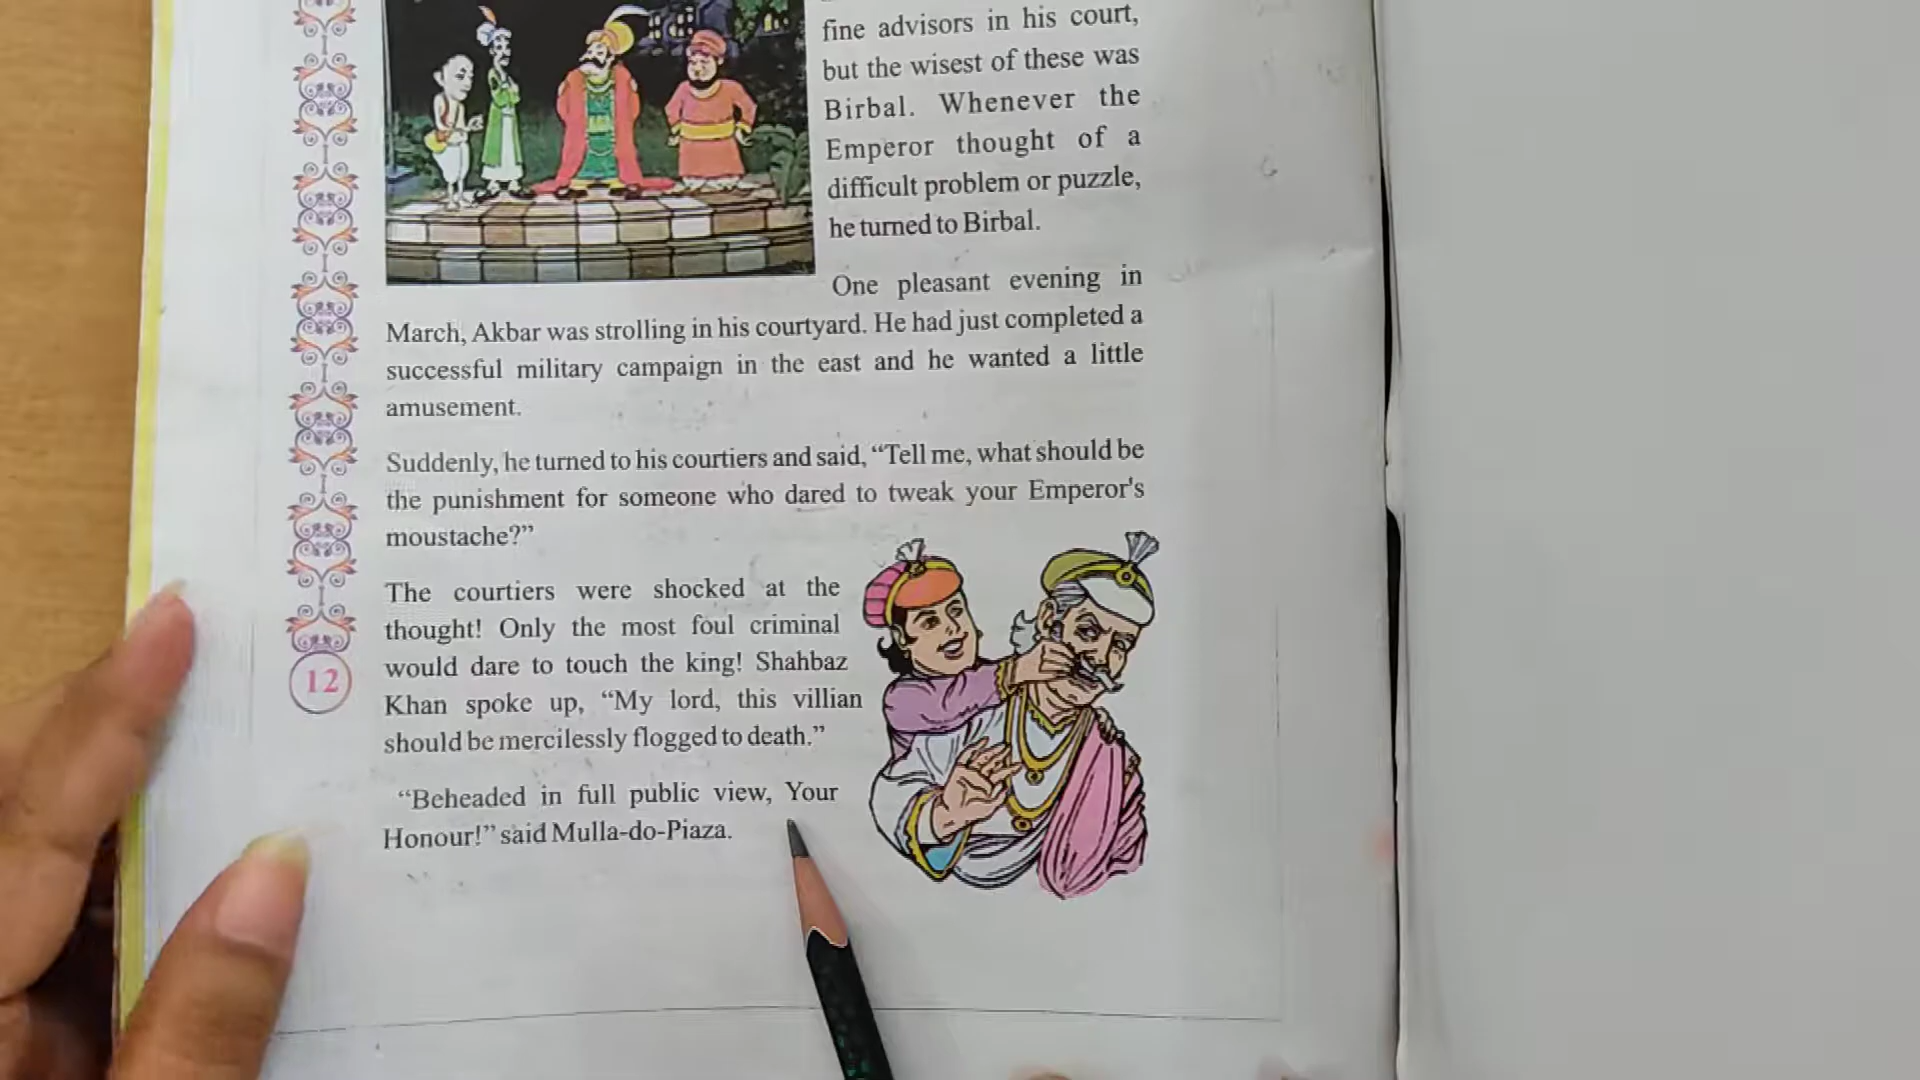 fine advisors in his court,
but the wisest of these was
Birbal. Whenever the
Emperor thought of a
difficult problem or puzzle,
he turned to Birbal.
One pleasant evening in
March, Akbar was strolling in his courtyard. He had just completed a
successful military campaign in the east and he wanted a little
amusement.
Suddenly, he turned to his courtiers and said, “Tell me, what should be
the punishment for someone who dared to tweak your Emperor's
moustache?”
The courtiers were shocked at the
thought! Only the most foul criminal
would dare to touch the king! Shahbaz
Khan spoke up, “My lord, this villian
should be mercilessly flogged to death.”
“Beheaded in full public view, Your
Honour!” said Mulla-do-Piaza.
12